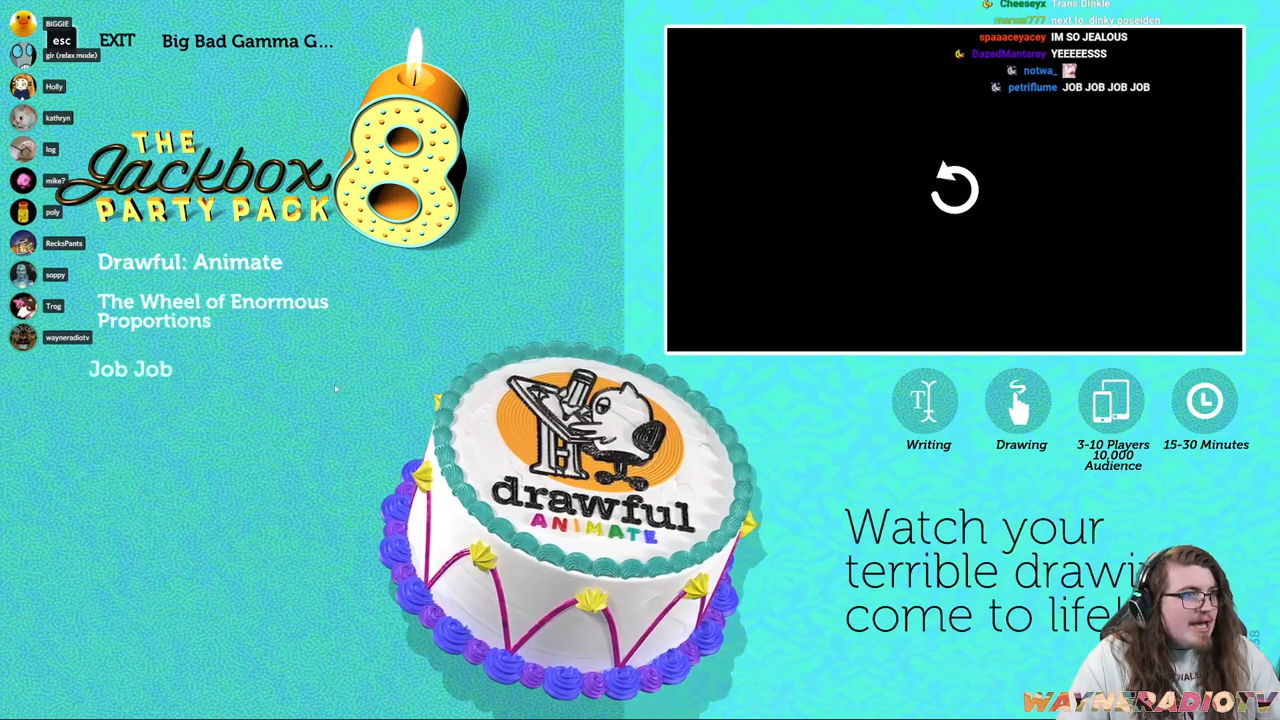 BIGGIE
esc
EXIT
Big Bad Gamma G...
gir (relax mode)
Holly
kathryn
log
mike?
poly
RecksPants
soppy
Trog
wayneradiotv
THE
Jackbox
PARTY PACK
8
Drawful: Animate
The Wheel of Enormous
Proportions
Job Job
drawful
ANIMATE
Cheeseyx Trans Dinkie
marsar777 next to dinky poseiden
spaaaceyacey IM SO JEALOUS
DazedMantaray YEEEEESSS
notwa_
petriflume JOB JOB JOB JOB
T
Writing
Drawing
3-10 Players
10,000
Audience
15-30 Minutes
Watch your
terrible drawi
come to life!
WAYNERADIOTV